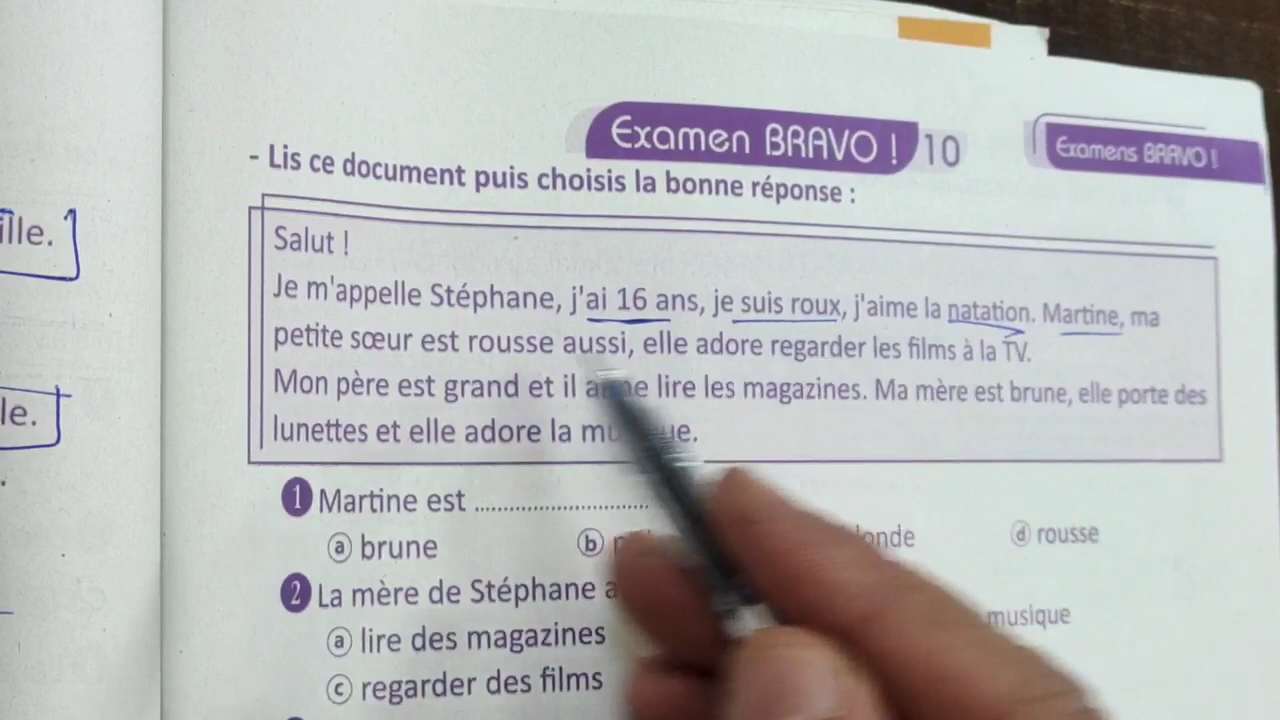 ille.
le.
Examen BRAVO ! 10
Examens BRAVO !
- Lis ce document puis choisis la bonne réponse :
Salut !
Je m'appelle Stéphane, j'ai 16 ans, je suis roux, j'aime la natation. Martine, ma
petite sœur est rousse aussi, elle adore regarder les films à la TV.
Mon père est grand et il lire les magazines. Ma mère est brune, elle porte des
lunettes et elle adore la
1 Martine est ..............................
a brune b d rousse
2 La mère de Stéphane
a lire des magazines musique
c regarder des films